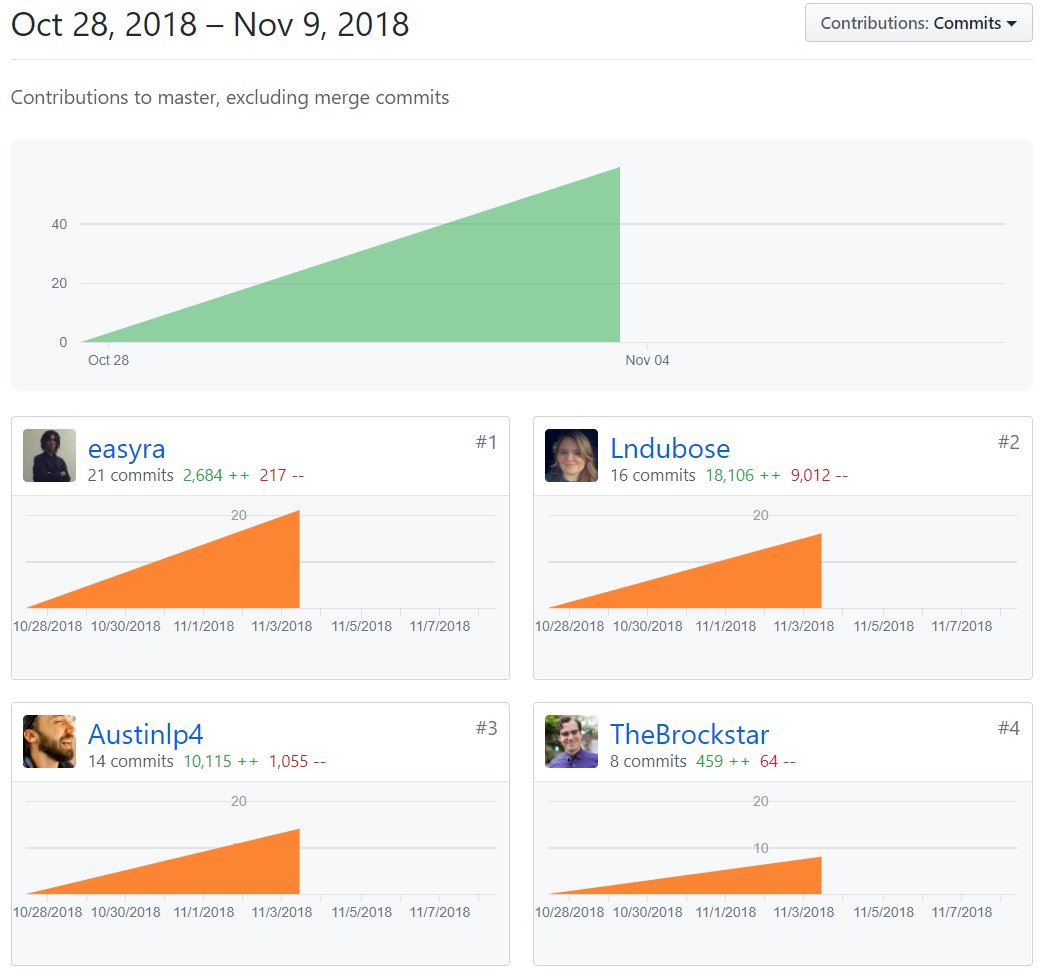 Oct 28, 2018 – Nov 9, 2018
Contributions: Commits
Contributions to master, excluding merge commits
40
20
0
Oct 28
Nov 04
easyra
#1
21 commits 2,684 ++ 217 --
20
10/28/2018 10/30/2018 11/1/2018 11/3/2018 11/5/2018 11/7/2018
Lndubose
#2
16 commits 18,106 ++ 9,012 --
20
10/28/2018 10/30/2018 11/1/2018 11/3/2018 11/5/2018 11/7/2018
Austinlp4
#3
14 commits 10,115 ++ 1,055 --
20
10/28/2018 10/30/2018 11/1/2018 11/3/2018 11/5/2018 11/7/2018
TheBrockstar
#4
8 commits 459 ++ 64 --
20
10
10/28/2018 10/30/2018 11/1/2018 11/3/2018 11/5/2018 11/7/2018